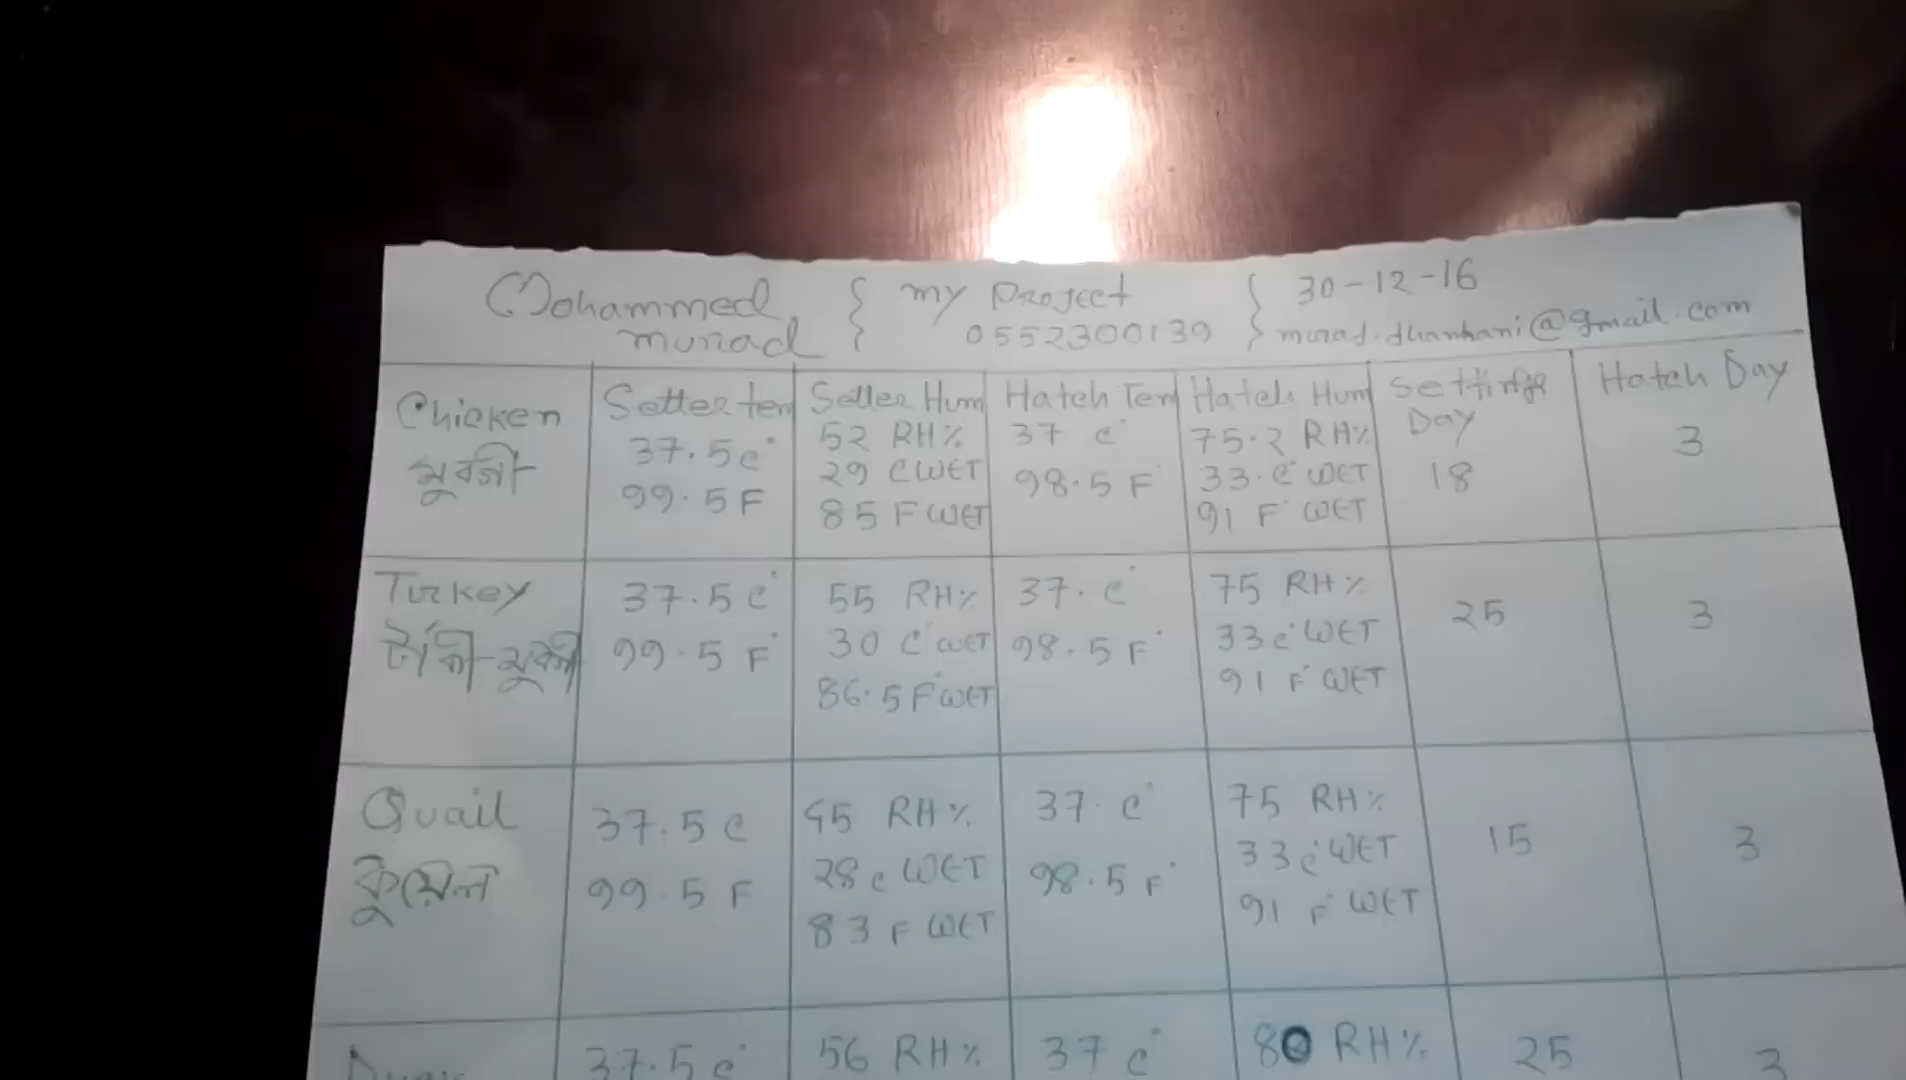 Mohammed murad { my Project 0552300139 } 30-12-16 murad.dhanhani@gmail.com
Chicken মুরগী
Setter tem 37.5 c° 99.5 F
Setter Hum 52 RH% 29 C WET 85 F WET
Hatch Tem 37 c° 98.5 F°
Hatch Hum 75.2 RH% 33. c° WET 91 F° WET
Settings Day 18
Hatch Day 3
Turkey টার্কী-মুরগী
37.5 c° 99.5 F°
55 RH% 30 C° WET 86.5 F° WET
37. c° 98.5 F°
75 RH% 33 c° WET 91 F° WET
25
3
Quail কুয়েল
37.5 c 99.5 F
45 RH% 28 c WET 83 F WET
37. c° 98.5 F°
75 RH% 33 c° WET 91 F° WET
15
3
37.5 c°
56 RH%
37 c°
80 RH%
25
3